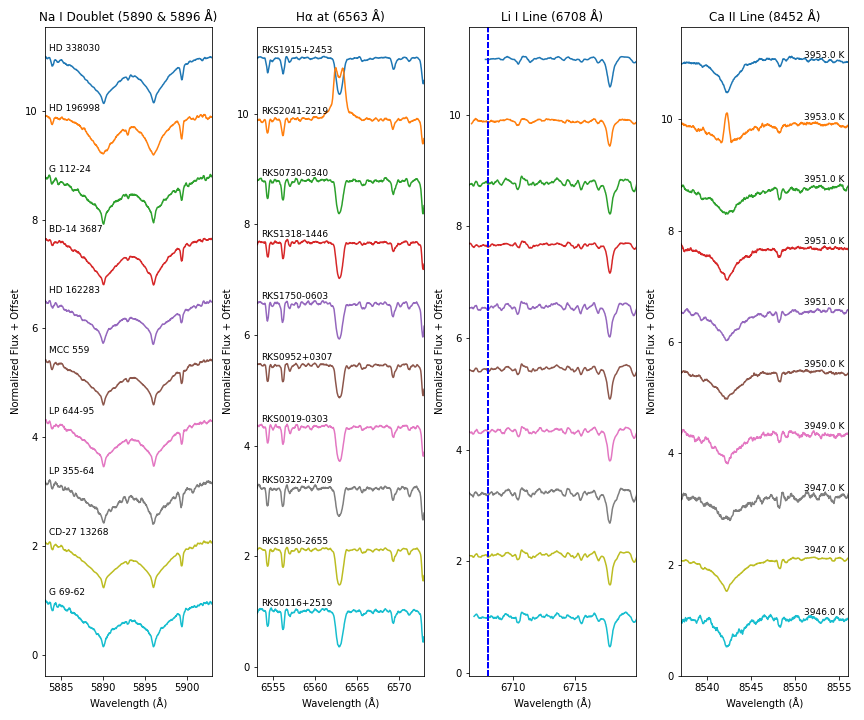 Na I Doublet (5890 & 5896 Å)
Hα at (6563 Å)
Li I Line (6708 Å)
Ca II Line (8452 Å)
HD 338030
HD 196998
G 112-24
BD-14 3687
HD 162283
MCC 559
LP 644-95
LP 355-64
CD-27 13268
G 69-62
10
8
6
4
2
0
Normalized Flux + Offset
5885
5890
5895
5900
Wavelength (Å)
RKS1915+2453
RKS2041-2219
RKS0730-0340
RKS1318-1446
RKS1750-0603
RKS0952+0307
RKS0019-0303
RKS0322+2709
RKS1850-2655
RKS0116+2519
10
8
6
4
2
0
Normalized Flux + Offset
6555
6560
6565
6570
Wavelength (Å)
10
8
6
4
2
0
Normalized Flux + Offset
6710
6715
Wavelength (Å)
3953.0 K
3953.0 K
3951.0 K
3951.0 K
3951.0 K
3950.0 K
3949.0 K
3947.0 K
3947.0 K
3946.0 K
10
8
6
4
2
0
Normalized Flux + Offset
8540
8545
8550
8555
Wavelength (Å)